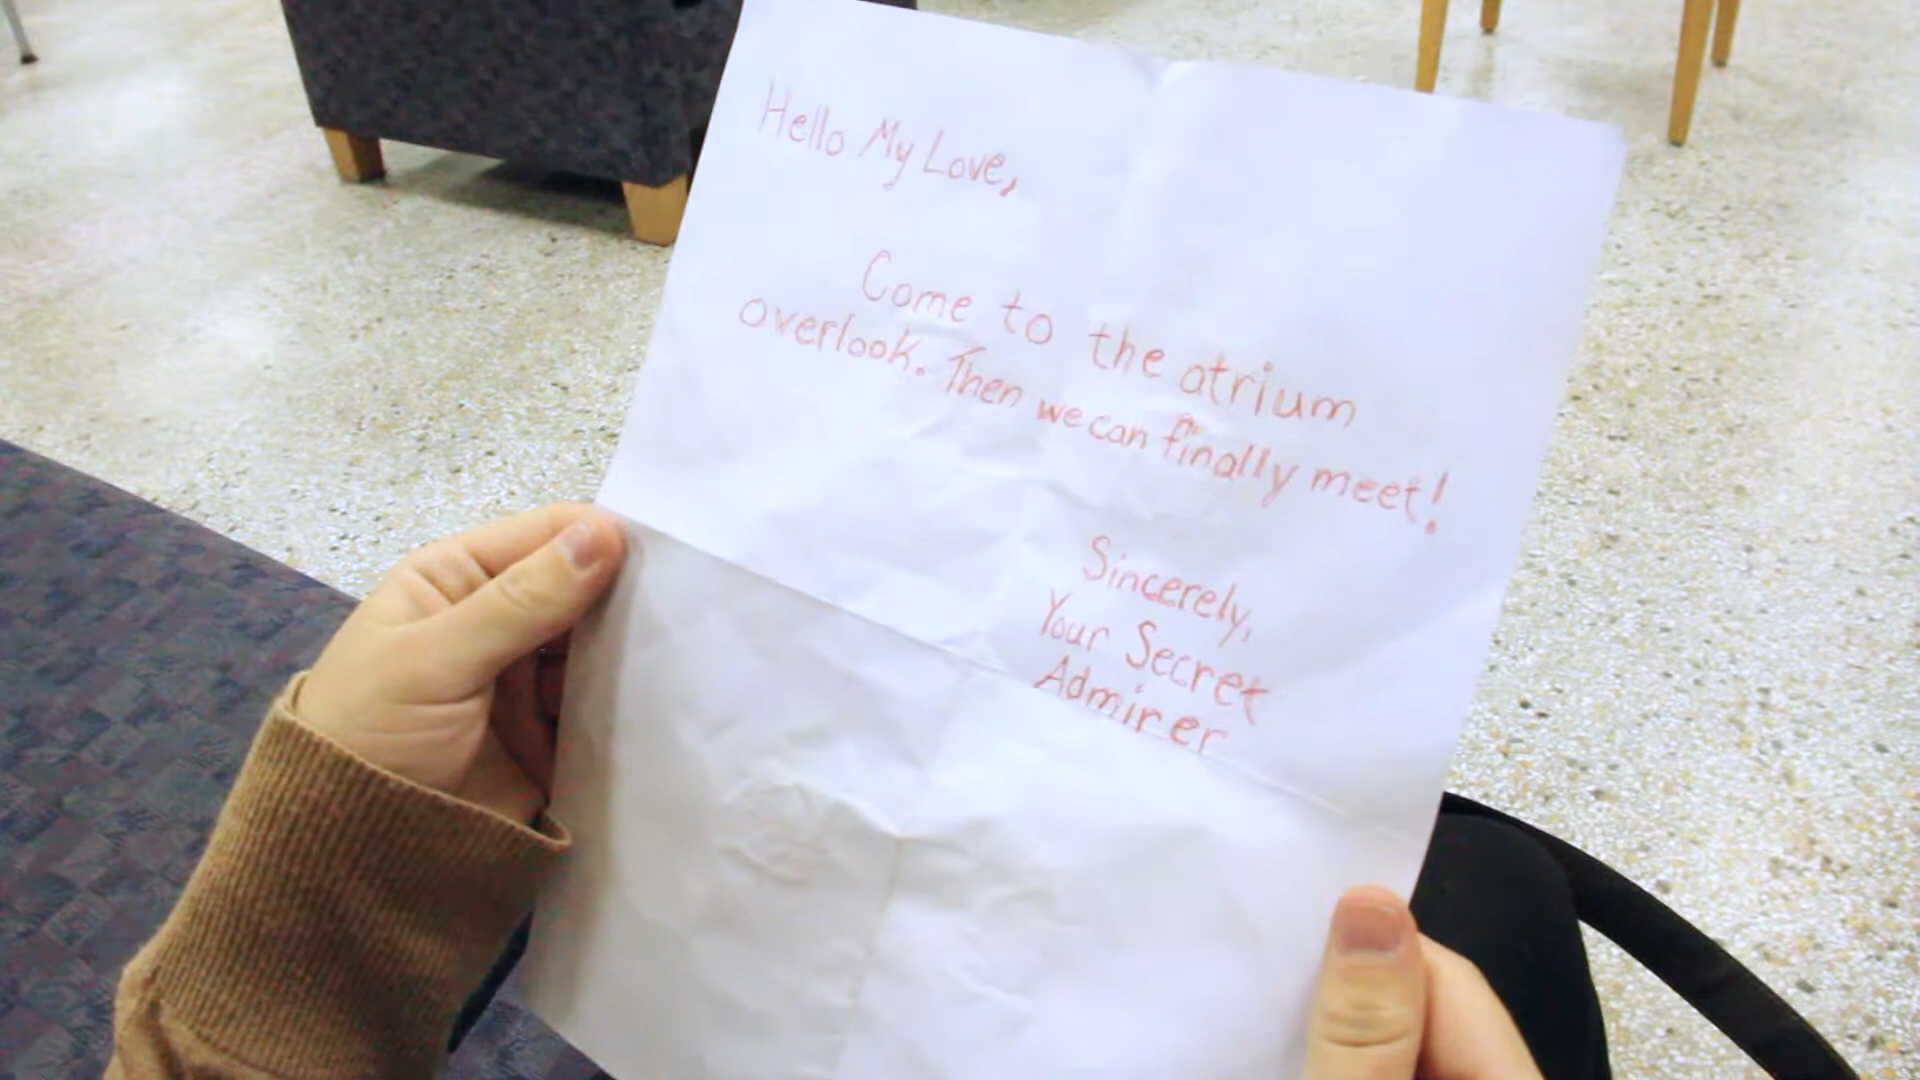 Hello My Love,
Come to the atrium
overlook. Then we can finally meet!
Sincerely,
Your Secret
Admirer